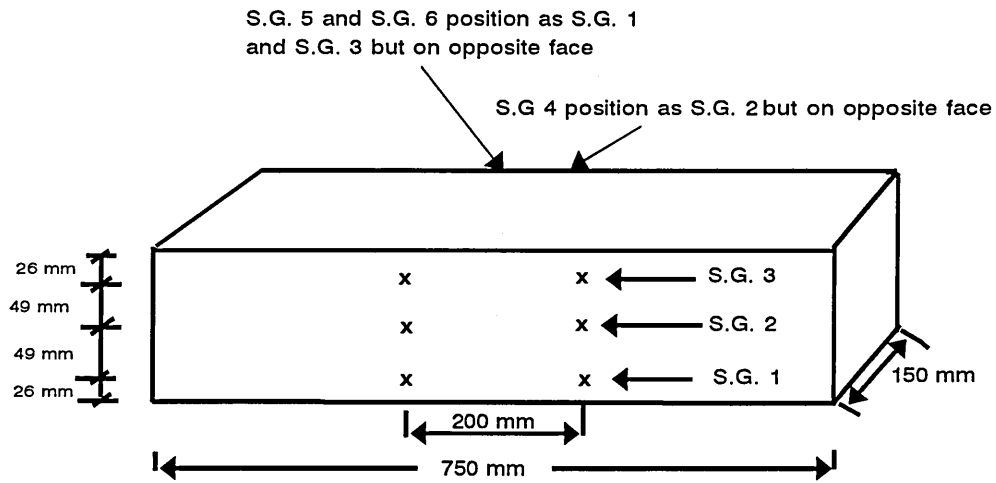 S.G. 5 and S.G. 6 position as S.G. 1
and S.G. 3 but on opposite face
S.G 4 position as S.G. 2 but on opposite face
26 mm
49 mm
49 mm
26 mm
x x S.G. 3
x x S.G. 2
x x S.G. 1
150 mm
200 mm
750 mm